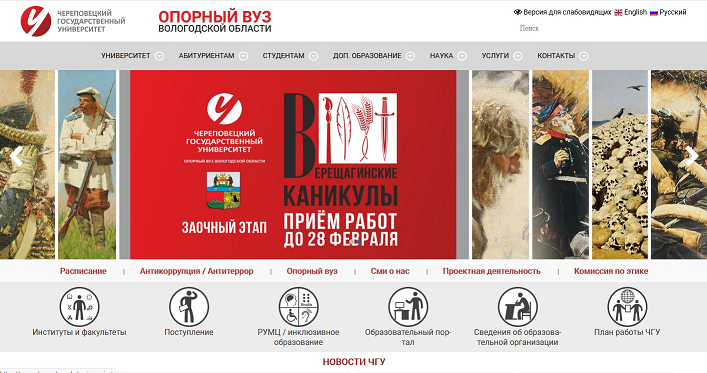 ЧЕРЕПОВЕЦКИЙ
ГОСУДАРСТВЕННЫЙ
УНИВЕРСИТЕТ
ОПОРНЫЙ ВУЗ
ВОЛОГОДСКОЙ ОБЛАСТИ
Версия для слабовидящих English Русский
Поиск
УНИВЕРСИТЕТ АБИТУРИЕНТАМ СТУДЕНТАМ ДОП. ОБРАЗОВАНИЕ НАУКА УСЛУГИ КОНТАКТЫ
ЧЕРЕПОВЕЦКИЙ
ГОСУДАРСТВЕННЫЙ
УНИВЕРСИТЕТ
ОПОРНЫЙ ВУЗ ВОЛОГОДСКОЙ ОБЛАСТИ
ЗАОЧНЫЙ ЭТАП
ВЕРЕЩАГИНСКИЕ
КАНИКУЛЫ
ПРИЁМ РАБОТ
ДО 28 ФЕВРАЛЯ
Расписание | Антикоррупция / Антитеррор | Опорный вуз | Сми о нас | Проектная деятельность | Комиссия по этике
Институты и факультеты
Поступление
РУМЦ / инклюзивное
образование
Образовательный пор-
тал
Сведения об образова-
тельной организации
План работы ЧГУ
НОВОСТИ ЧГУ